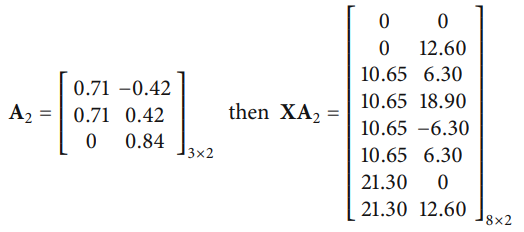 0 0
0 12.60
0.71 −0.42 10.65 6.30
A₂ = 0.71 0.42 then XA₂ = 10.65 18.90
0 0.84 10.65 −6.30
3×2 10.65 6.30
21.30 0
21.30 12.60
8×2